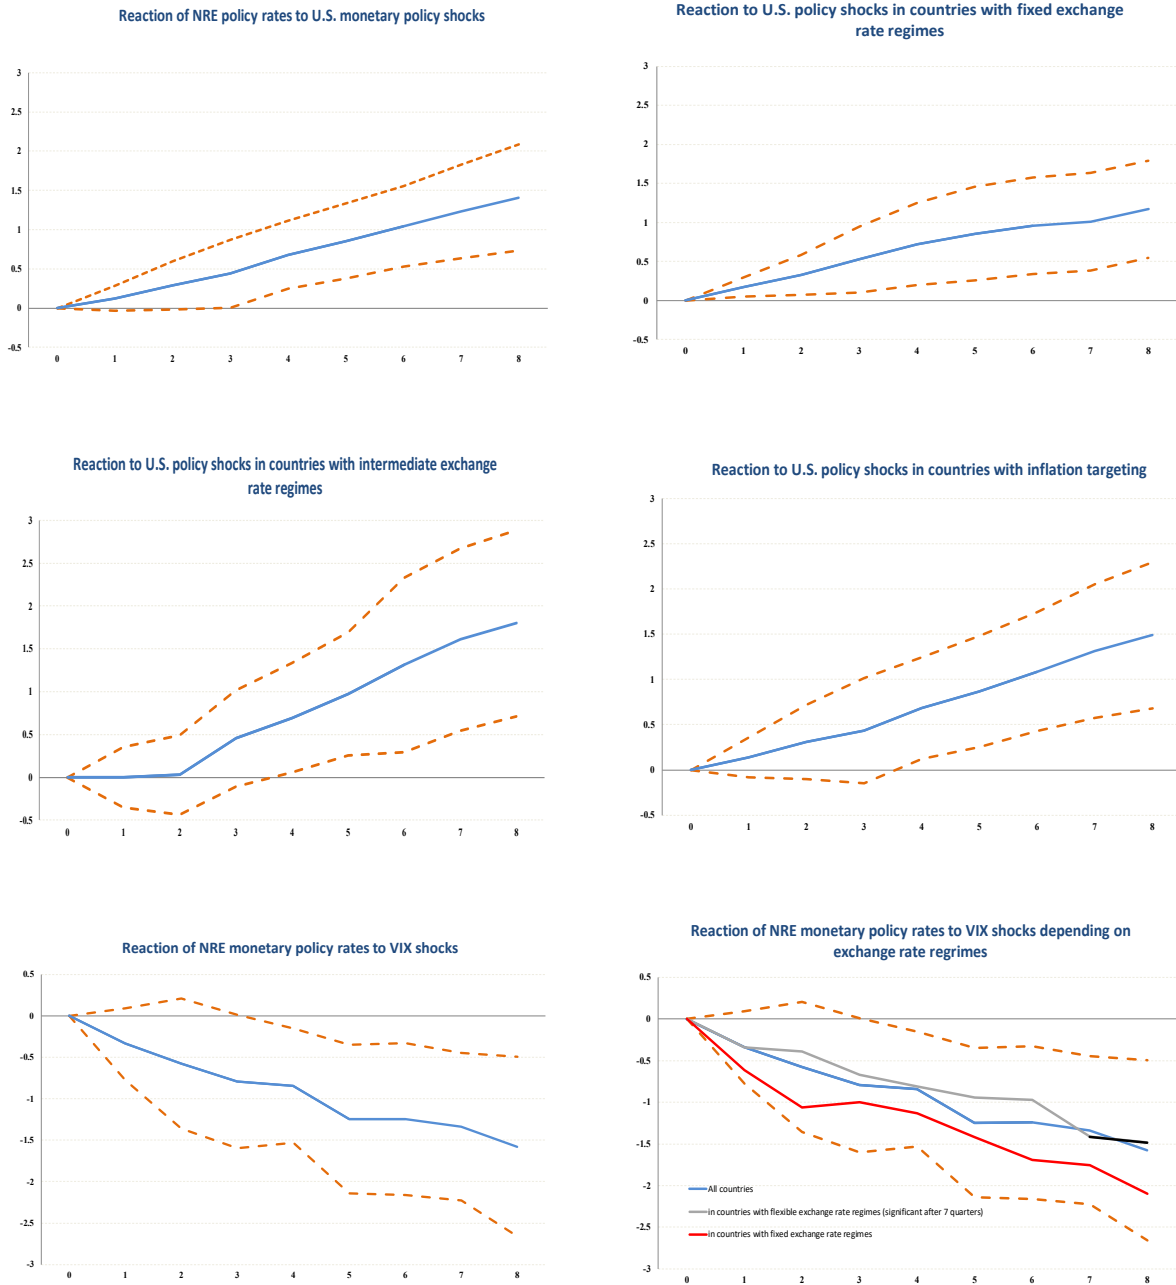 Reaction of NRE policy rates to U.S. monetary policy shocks
3
2.5
2
1.5
1
0.5
0
-0.5
0 1 2 3 4 5 6 7 8
Reaction to U.S. policy shocks in countries with fixed exchange
rate regimes
3
2.5
2
1.5
1
0.5
0
-0.5
0 1 2 3 4 5 6 7 8
Reaction to U.S. policy shocks in countries with intermediate exchange
rate regimes
3
2.5
2
1.5
1
0.5
0
-0.5
0 1 2 3 4 5 6 7 8
Reaction to U.S. policy shocks in countries with inflation targeting
3
2.5
2
1.5
1
0.5
0
-0.5
0 1 2 3 4 5 6 7 8
Reaction of NRE monetary policy rates to VIX shocks
0.5
0
-0.5
-1
-1.5
-2
-2.5
-3
0 1 2 3 4 5 6 7 8
Reaction of NRE monetary policy rates to VIX shocks depending on
exchange rate regrimes
0.5
0
-0.5
-1
-1.5
-2
-2.5
-3
All countries
in countries with flexible exchange rate regimes (significant after 7 quarters)
in countries with fixed exchange rate regimes
0 1 2 3 4 5 6 7 8